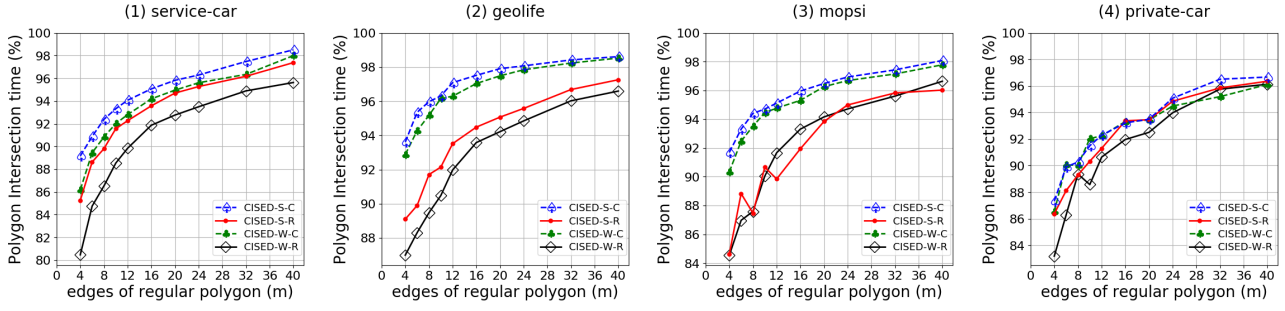 (1) service-car
Polygon Intersection time (%)
100
98
96
94
92
90
88
86
84
82
80
0 4 8 12 16 20 24 28 32 36 40
edges of regular polygon (m)
CISED-S-C
CISED-S-R
CISED-W-C
CISED-W-R
(2) geolife
Polygon Intersection time (%)
100
98
96
94
92
90
88
0 4 8 12 16 20 24 28 32 36 40
edges of regular polygon (m)
CISED-S-C
CISED-S-R
CISED-W-C
CISED-W-R
(3) mopsi
Polygon Intersection time (%)
100
98
96
94
92
90
88
86
84
0 4 8 12 16 20 24 28 32 36 40
edges of regular polygon (m)
CISED-S-C
CISED-S-R
CISED-W-C
CISED-W-R
(4) private-car
Polygon Intersection time (%)
100
98
96
94
92
90
88
86
84
0 4 8 12 16 20 24 28 32 36 40
edges of regular polygon (m)
CISED-S-C
CISED-S-R
CISED-W-C
CISED-W-R